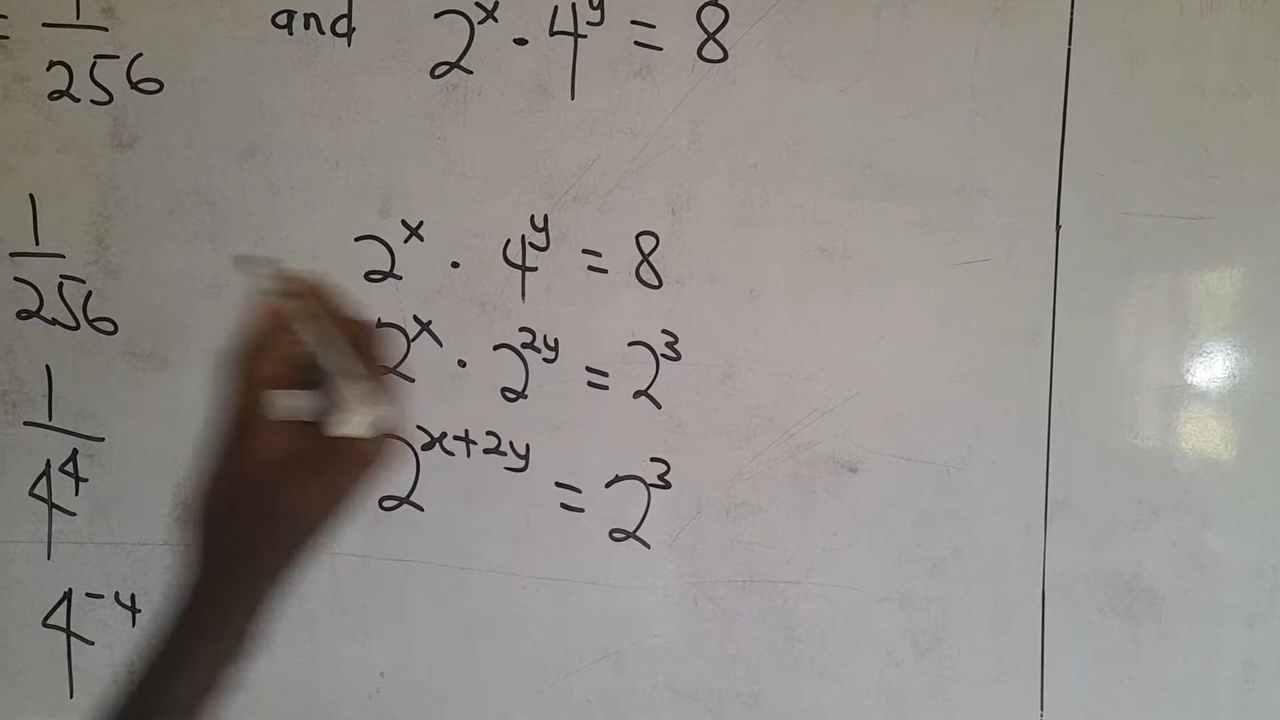 = 1/256 and 2^x · 4^y = 8
1/256
2^x · 4^y = 8
2^x · 2^2y = 2^3
1/4^4
2^x+2y = 2^3
4^-4